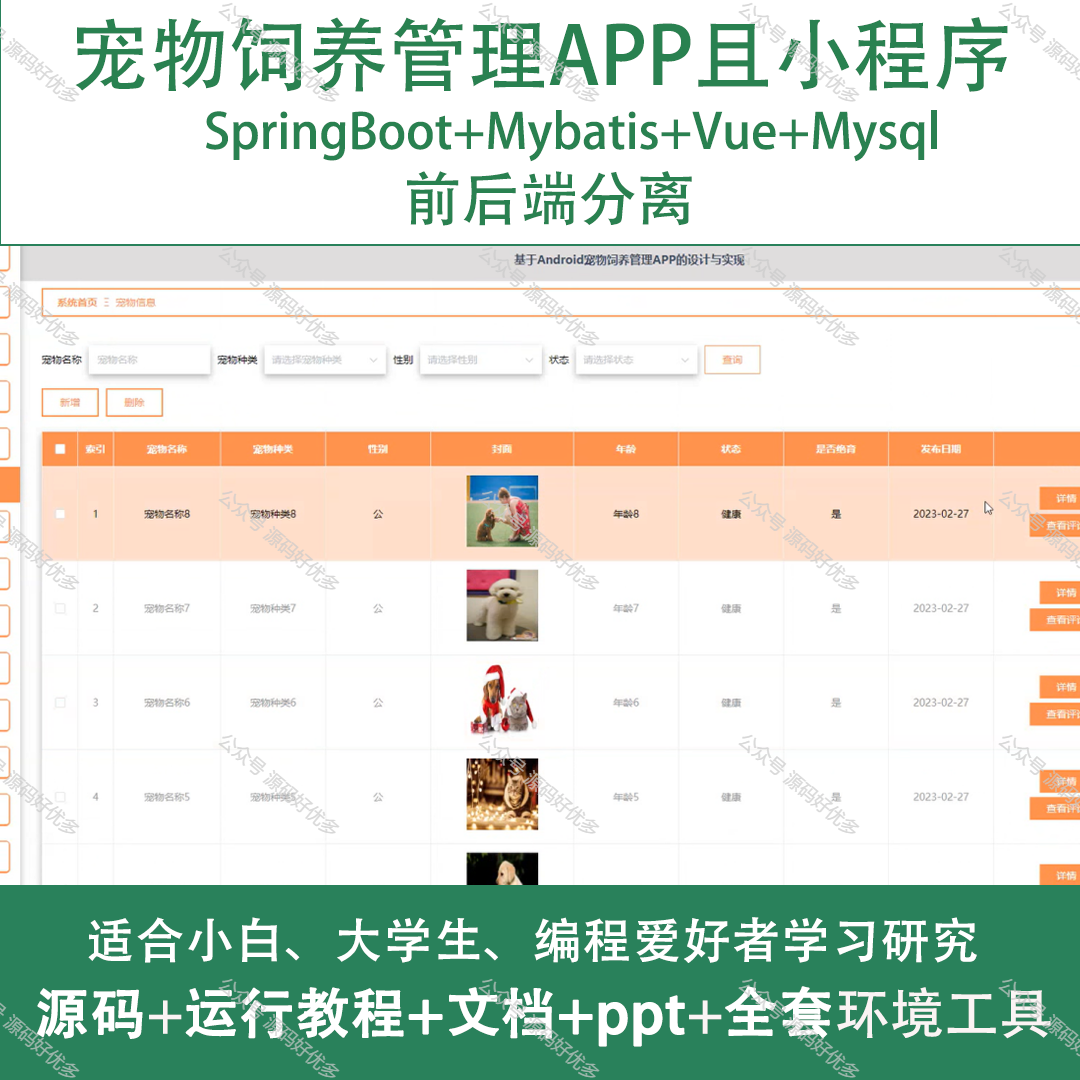 宠物饲养管理APP且小程序
SpringBoot+Mybatis+Vue+Mysql
前后端分离
基于Android宠物饲养管理APP的设计与实现
系统首页 Ξ 宠物信息
宠物名称 宠物名称 宠物种类 请选择宠物种类 性别 请选择性别 状态 请选择状态 查询
新增 删除
索引 宠物名称 宠物种类 性别 封面 年龄 状态 是否绝育 发布日期
1 宠物名称8 宠物种类8 公 年龄8 健康 是 2023-02-27 详情
查看评
2 宠物名称7 宠物种类7 公 年龄7 健康 是 2023-02-27 详情
查看评
3 宠物名称6 宠物种类6 公 年龄6 健康 是 2023-02-27 详情
查看评
4 宠物名称5 宠物种类5 公 年龄5 健康 是 2023-02-27 详情
查看评
详情
适合小白、大学生、编程爱好者学习研究
源码+运行教程+文档+ppt+全套环境工具
公众号 源码好优多